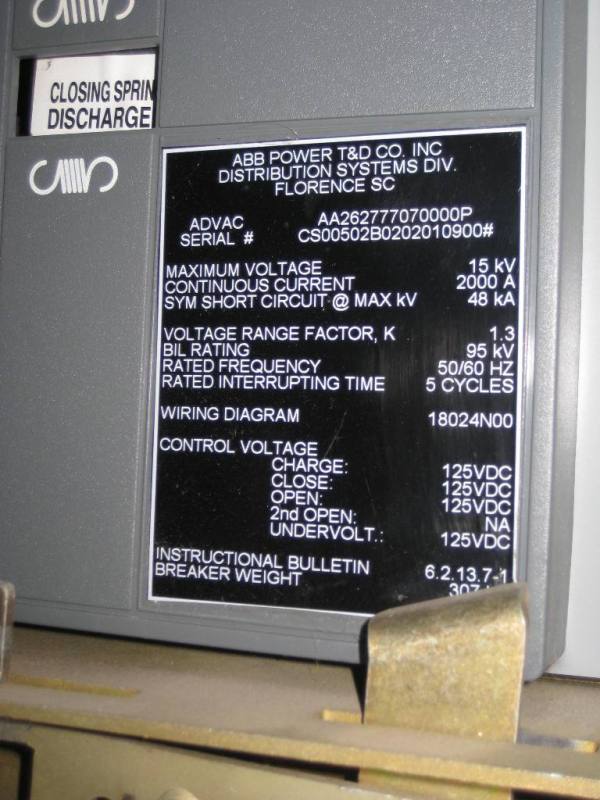 CLOSING SPRIN
DISCHARGE
ABB POWER T&D CO. INC
DISTRIBUTION SYSTEMS DIV.
FLORENCE SC
ADVAC AA262777070000P
SERIAL # CS00502B0202010900#
MAXIMUM VOLTAGE 15 kV
CONTINUOUS CURRENT 2000 A
SYM SHORT CIRCUIT @ MAX kV 48 kA
VOLTAGE RANGE FACTOR, K 1.3
BIL RATING 95 kV
RATED FREQUENCY 50/60 HZ
RATED INTERRUPTING TIME 5 CYCLES
WIRING DIAGRAM 18024N00
CONTROL VOLTAGE
CHARGE: 125VDC
CLOSE: 125VDC
OPEN: 125VDC
2nd OPEN: NA
UNDERVOLT.: 125VDC
INSTRUCTIONAL BULLETIN 6.2.13.7-1
BREAKER WEIGHT 307